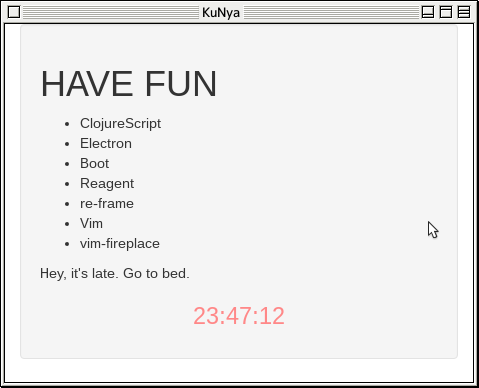 KuNya
HAVE FUN
ClojureScript
Electron
Boot
Reagent
re-frame
Vim
vim-fireplace
Hey, it's late. Go to bed.
23:47:12